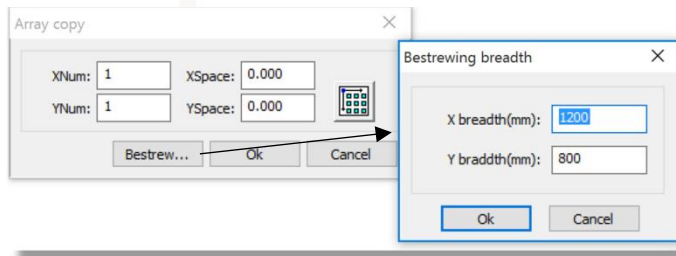 Array copy
XNum: 1 XSpace: 0.000
YNum: 1 YSpace: 0.000
Bestrew... Ok Cancel
Bestrewing breadth
X breadth(mm): 1200
Y braddth(mm): 800
Ok Cancel